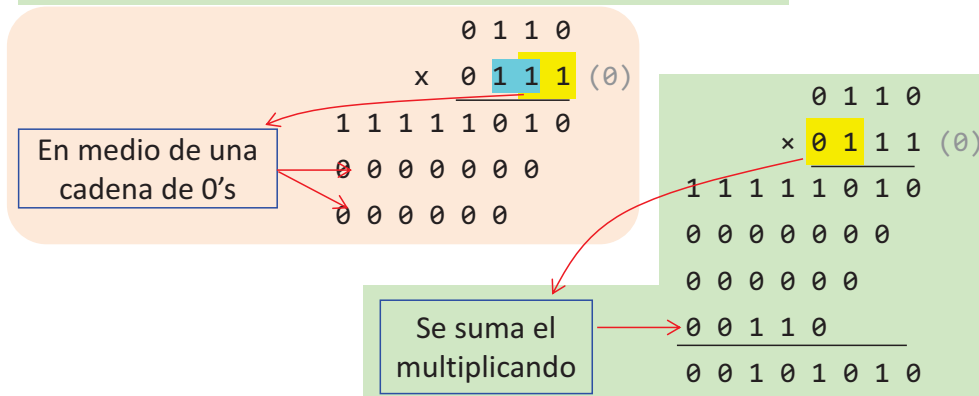 0 1 1 0
x 0 1 1 1 (0)
1 1 1 1 1 0 1 0
0 0 0 0 0 0 0
0 0 0 0 0 0
En medio de una
cadena de 0's
0 1 1 0
× 0 1 1 1 (0)
1 1 1 1 1 0 1 0
0 0 0 0 0 0 0
0 0 0 0 0 0
0 0 1 1 0
0 0 1 0 1 0 1 0
Se suma el
multiplicando